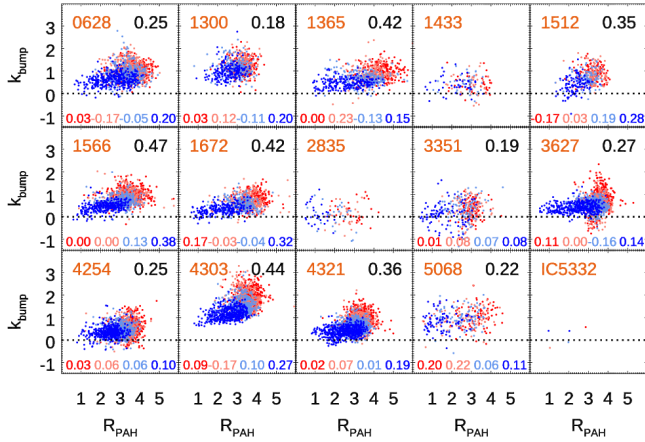 0628 0.25 1300 0.18 1365 0.42 1433 1512 0.35
k_bump 3 2 1 0 -1
0.03 -0.17 -0.05 0.20 0.03 0.12 -0.11 0.20 0.00 0.23 -0.13 0.15 -0.17 0.03 0.19 0.28
1566 0.47 1672 0.42 2835 3351 0.19 3627 0.27
k_bump 3 2 1 0 -1
0.00 0.00 0.13 0.38 0.17 -0.03 -0.04 0.32 0.01 0.08 0.07 0.08 0.11 0.00 -0.16 0.14
4254 0.25 4303 0.44 4321 0.36 5068 0.22 IC5332
k_bump 3 2 1 0 -1
0.03 0.06 0.06 0.10 0.09 -0.17 0.10 0.27 0.02 0.07 0.01 0.19 0.20 0.22 0.06 0.11
1 2 3 4 5 1 2 3 4 5 1 2 3 4 5 1 2 3 4 5 1 2 3 4 5
R_PAH R_PAH R_PAH R_PAH R_PAH